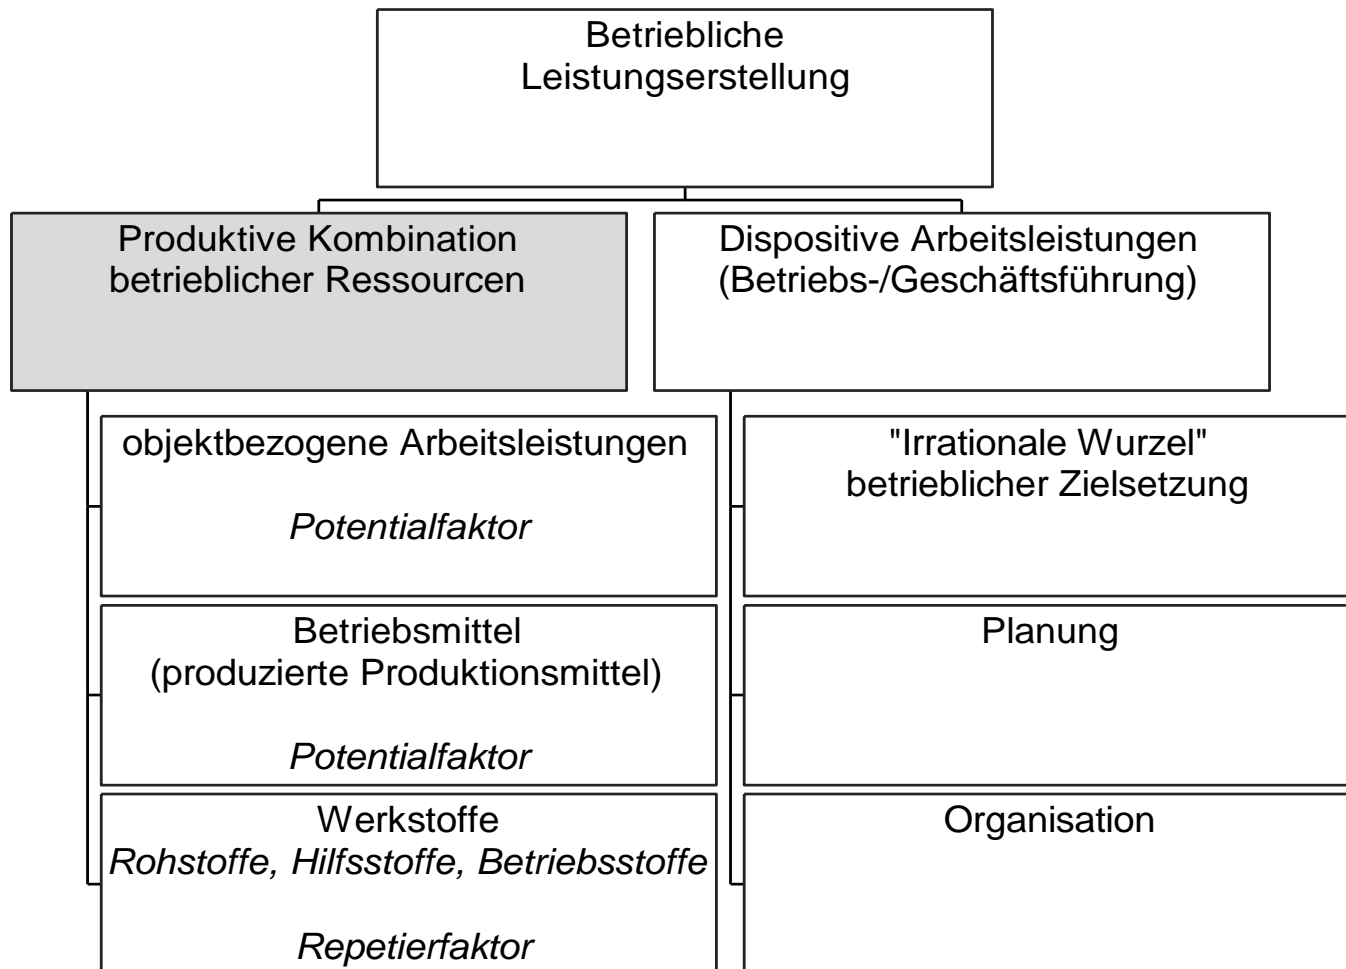 Betriebliche
Leistungserstellung
Produktive Kombination
betrieblicher Ressourcen
Dispositive Arbeitsleistungen
(Betriebs-/Geschäftsführung)
objektbezogene Arbeitsleistungen
Potentialfaktor
"Irrationale Wurzel"
betrieblicher Zielsetzung
Betriebsmittel
(produzierte Produktionsmittel)
Potentialfaktor
Planung
Werkstoffe
Rohstoffe, Hilfsstoffe, Betriebsstoffe
Repetierfaktor
Organisation